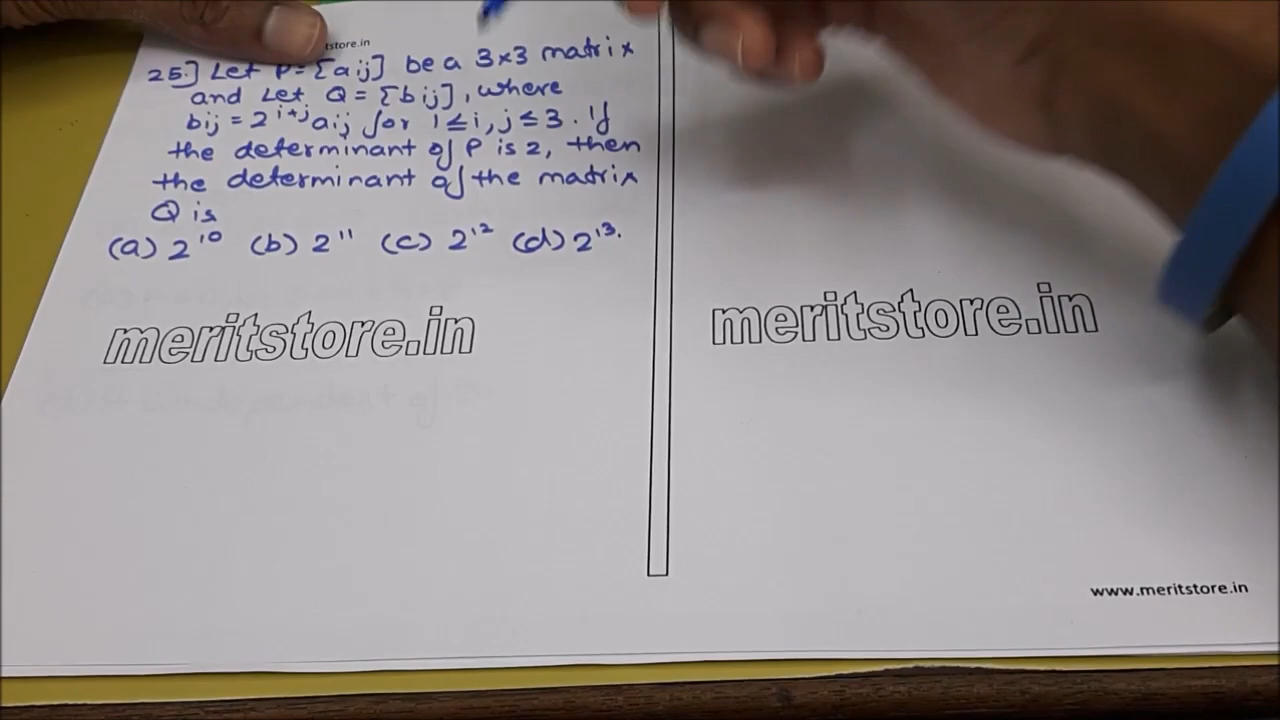 tstore.in
25.] Let P = [aij] be a 3×3 matrix
and Let Q = [bij], where
bij = 2^{i+j} aij for 1 ≤ i, j ≤ 3. If
the determinant of P is 2, then
the determinant of the matrix
Q is
(a) 2^{10} (b) 2^{11} (c) 2^{12} (d) 2^{13}.
meritstore.in
meritstore.in
www.meritstore.in